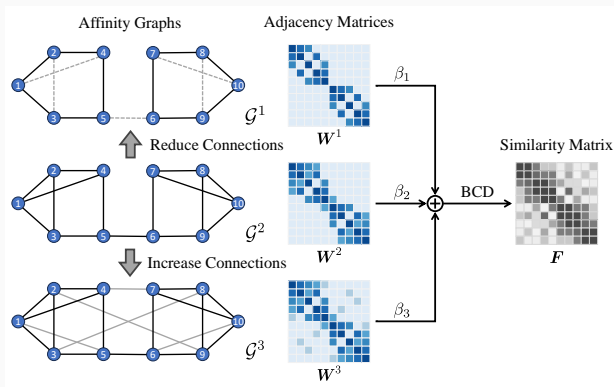 Affinity Graphs
Adjacency Matrices
1 2 3 4 5 6 7 8 9 10
𝒢¹
W¹
β₁
Reduce Connections
Similarity Matrix
1 2 3 4 5 6 7 8 9 10
𝒢²
W²
β₂
BCD
F
Increase Connections
1 2 3 4 5 6 7 8 9 10
𝒢³
W³
β₃